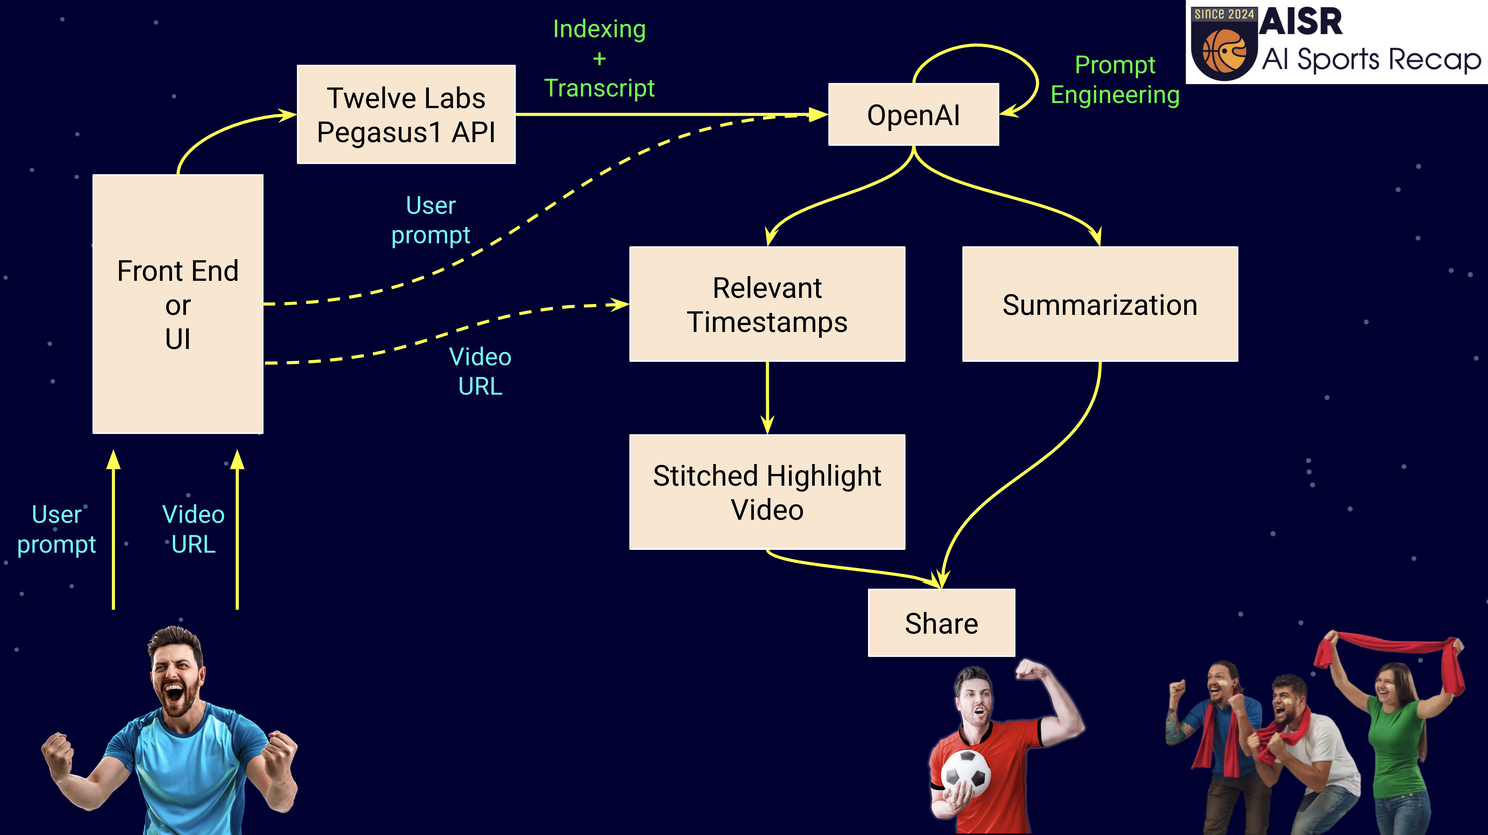 SINCE 2024
AISR
AI Sports Recap
Indexing
+
Transcript
Prompt
Engineering
Twelve Labs
Pegasus1 API
OpenAI
User
prompt
Front End
or
UI
Relevant
Timestamps
Summarization
Video
URL
Stitched Highlight
Video
User
prompt
Video
URL
Share